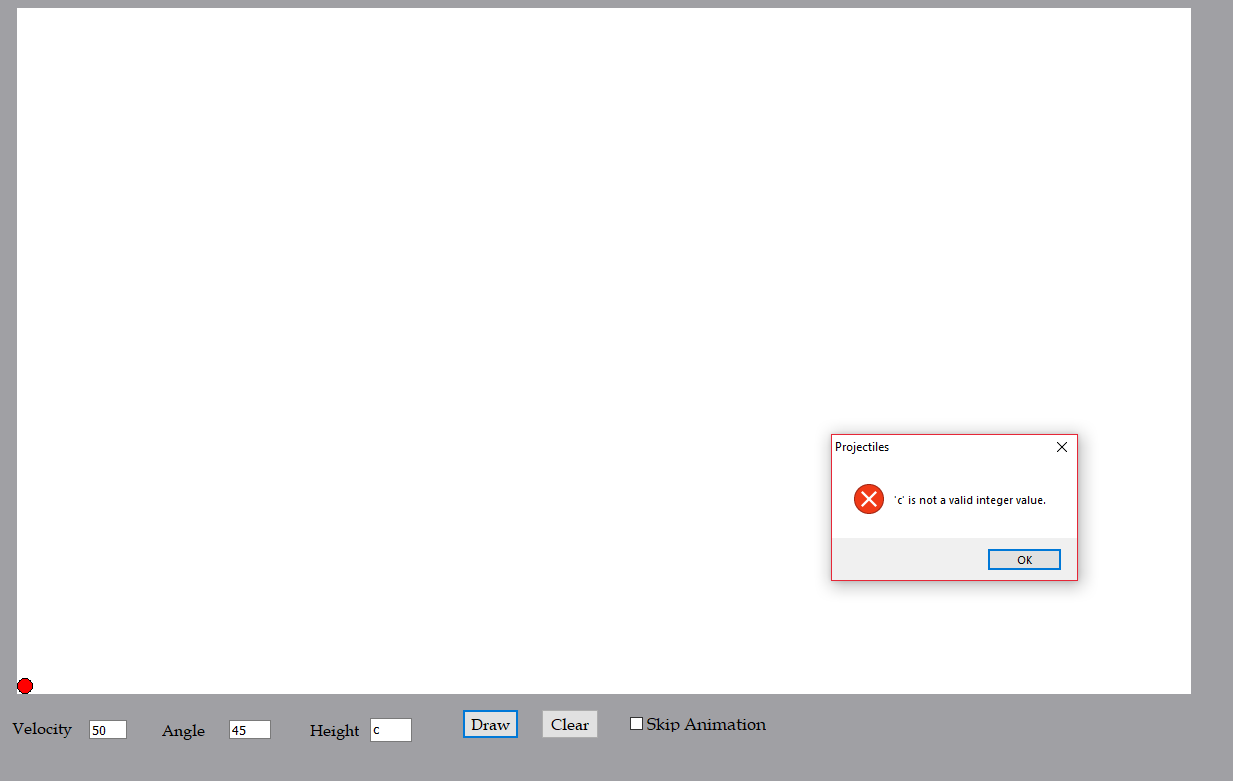 Projectiles
'c' is not a valid integer value.
OK
Velocity 50 Angle 45 Height c Draw Clear Skip Animation